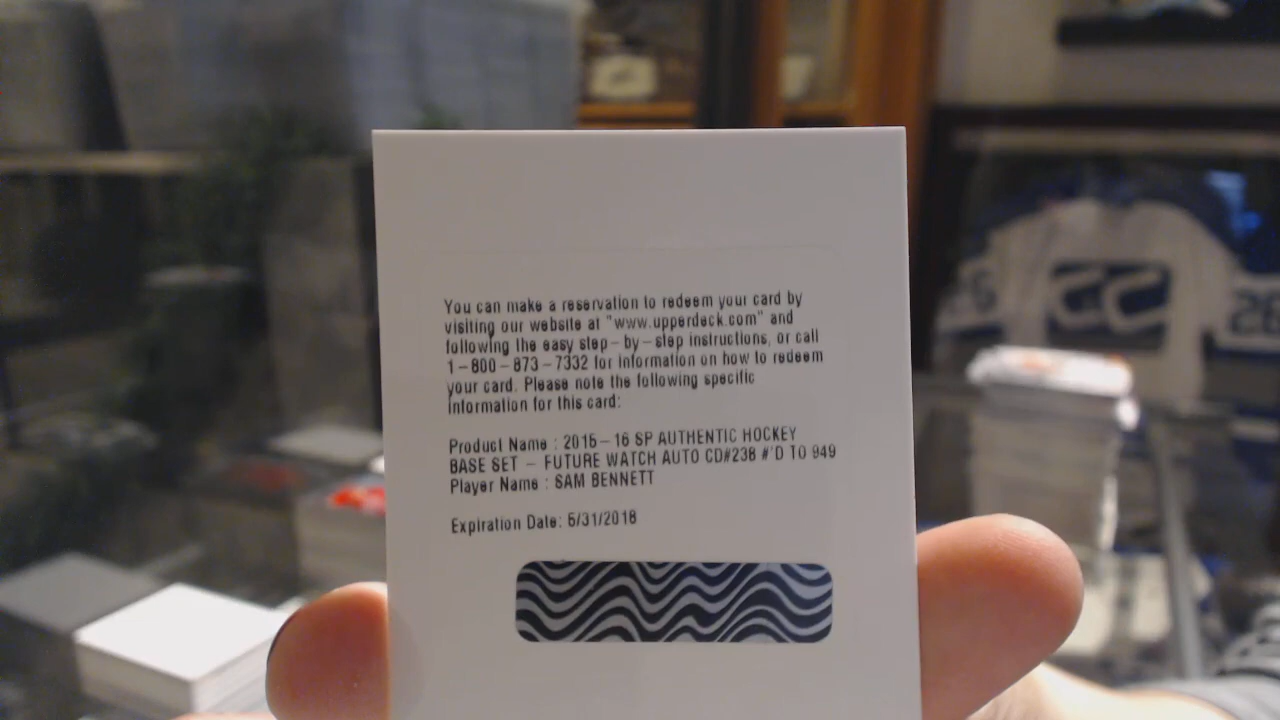 You can make a reservation to redeem your card by
visiting our website at "www.upperdeck.com" and
following the easy step-by-step instructions, or call
1-800-873-7332 for information on how to redeem
your card. Please note the following specific
information for this card:
Product Name : 2015-16 SP AUTHENTIC HOCKEY
BASE SET - FUTURE WATCH AUTO CD#238 #'D TO 949
Player Name : SAM BENNETT
Expiration Date: 5/31/2018